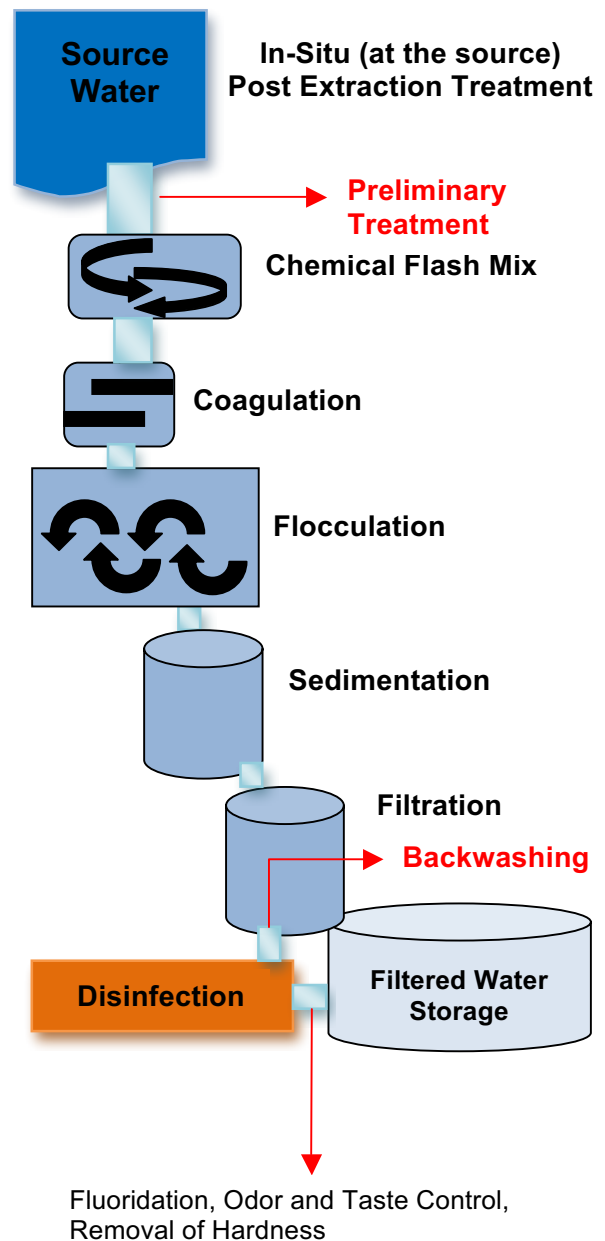 Source
Water
In-Situ (at the source)
Post Extraction Treatment
Preliminary
Treatment
Chemical Flash Mix
Coagulation
Flocculation
Sedimentation
Filtration
Backwashing
Disinfection
Filtered Water
Storage
Fluoridation, Odor and Taste Control,
Removal of Hardness